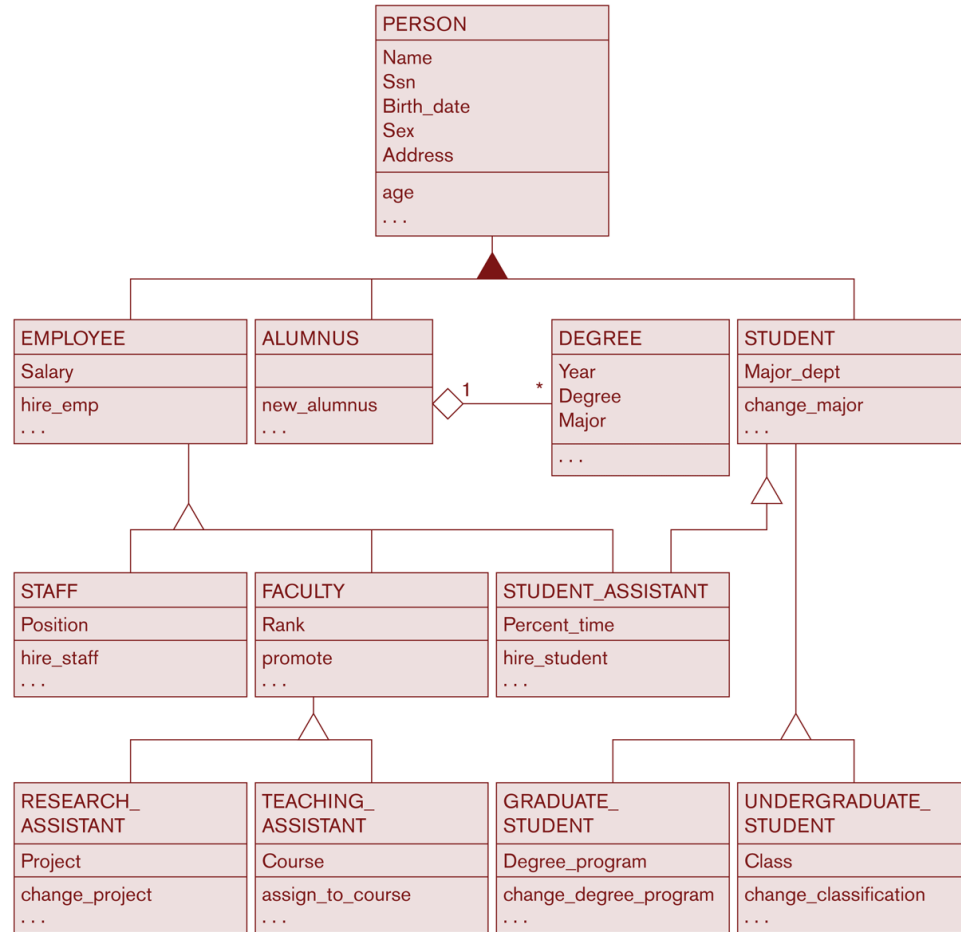 PERSON
Name
Ssn
Birth_date
Sex
Address
age
. . .
EMPLOYEE
Salary
hire_emp
. . .
ALUMNUS
new_alumnus
. . .
1
*
DEGREE
Year
Degree
Major
. . .
STUDENT
Major_dept
change_major
. . .
STAFF
Position
hire_staff
. . .
FACULTY
Rank
promote
. . .
STUDENT_ASSISTANT
Percent_time
hire_student
. . .
RESEARCH_
ASSISTANT
Project
change_project
. . .
TEACHING_
ASSISTANT
Course
assign_to_course
. . .
GRADUATE_
STUDENT
Degree_program
change_degree_program
. . .
UNDERGRADUATE_
STUDENT
Class
change_classification
. . .